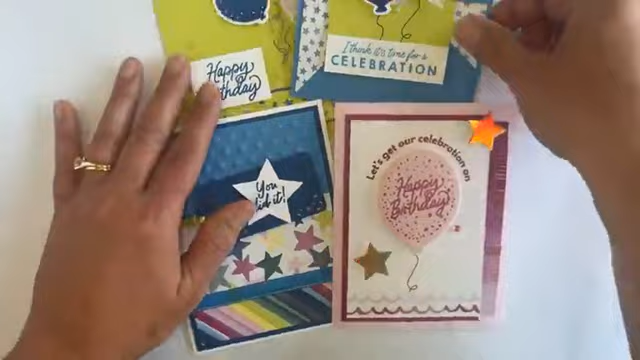 Happy
Birthday
I think it's time for a
CELEBRATION
You
did it!
Let's get our celebration on
Happy
Birthday